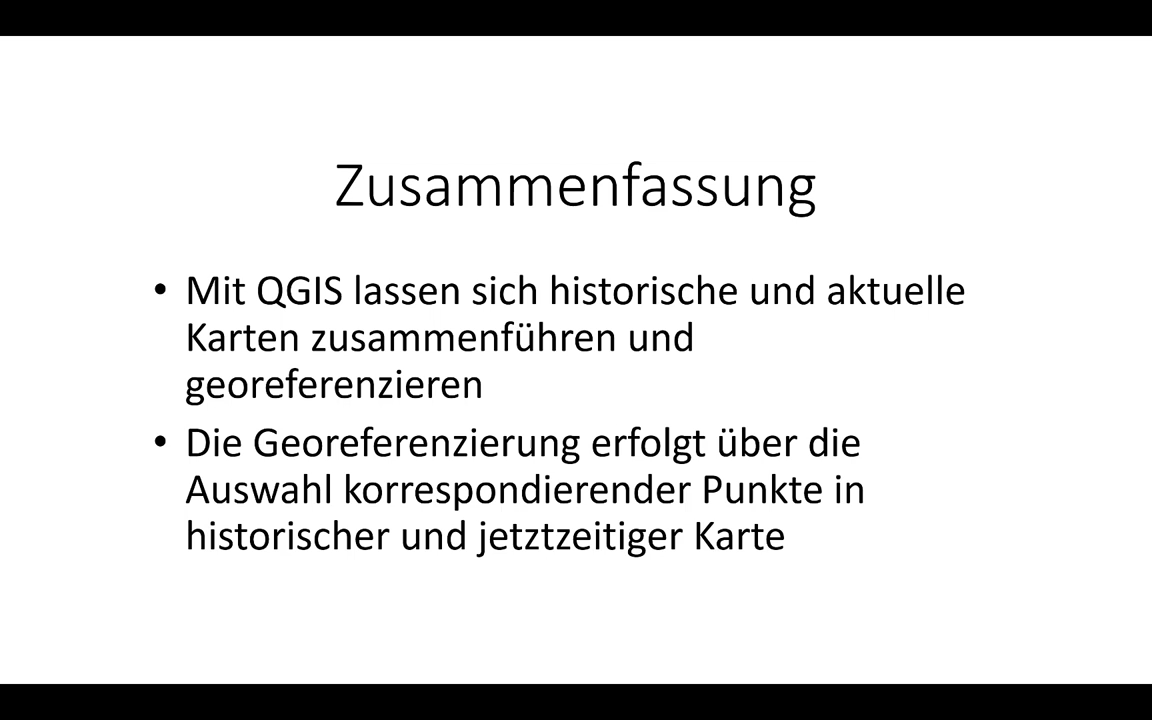 Zusammenfassung
• Mit QGIS lassen sich historische und aktuelle
Karten zusammenführen und
georeferenzieren
• Die Georeferenzierung erfolgt über die
Auswahl korrespondierender Punkte in
historischer und jetztzeitiger Karte